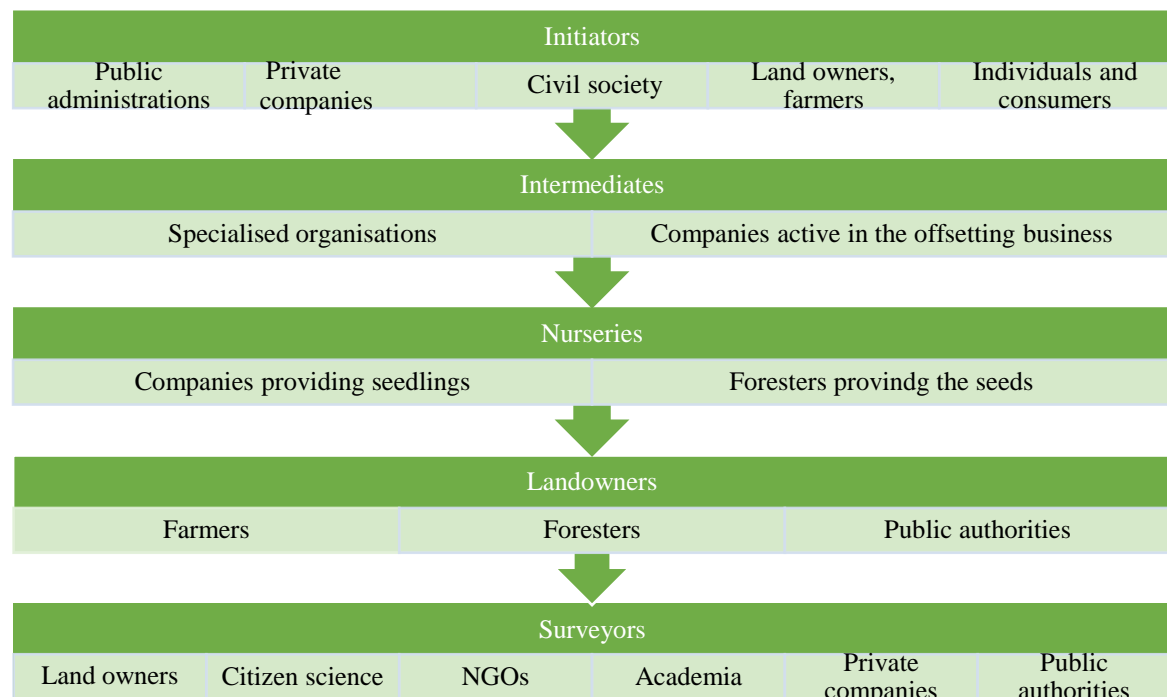 Initiators
Public
administrations
Private
companies
Civil society
Land owners,
farmers
Individuals and
consumers
Intermediates
Specialised organisations
Companies active in the offsetting business
Nurseries
Companies providing seedlings
Foresters provindg the seeds
Landowners
Farmers
Foresters
Public authorities
Surveyors
Land owners
Citizen science
NGOs
Academia
Private
companies
Public
authorities